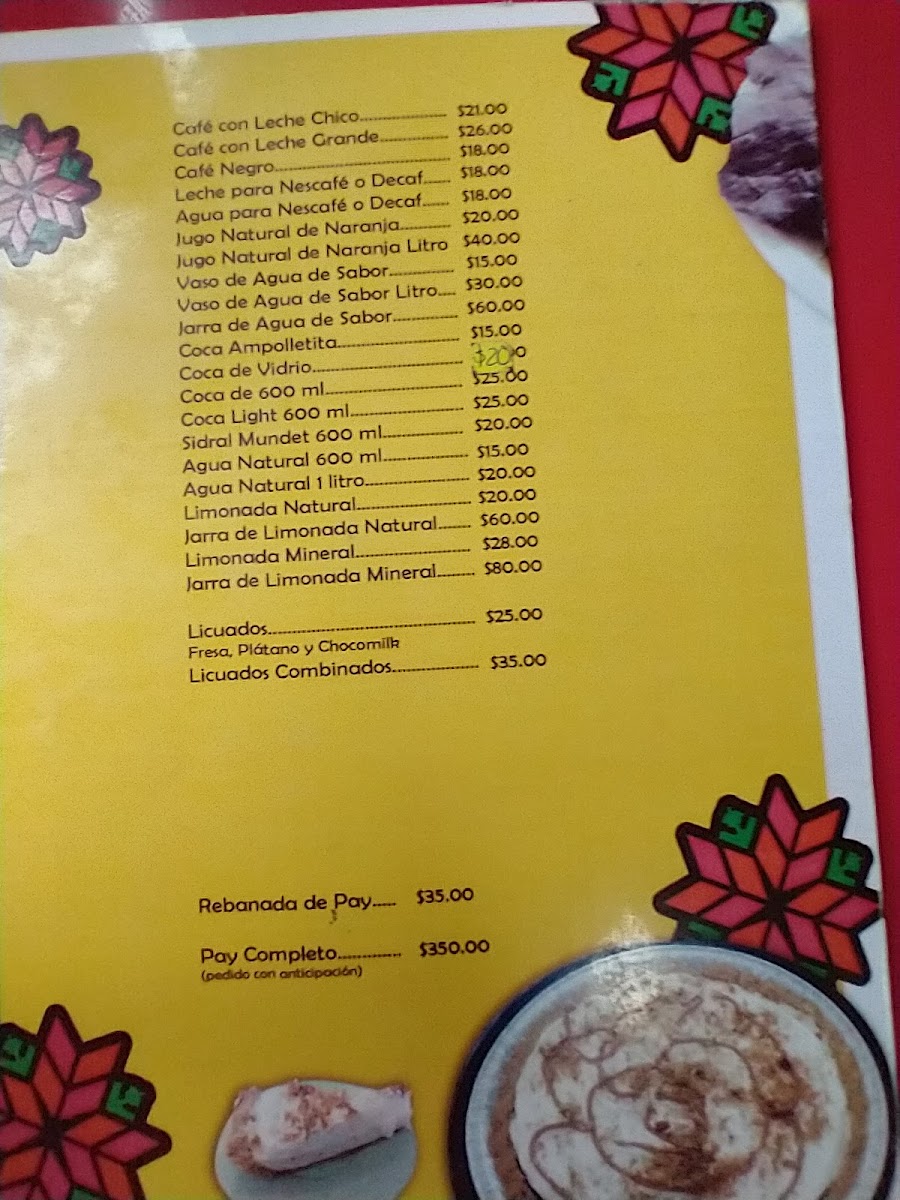 Café con Leche Chico..................... $21.00
Café con Leche Grande................ $26.00
Café Negro.......................................... $18.00
Leche para Nescafé o Decaf....... $18.00
Agua para Nescafé o Decaf....... $18.00
Jugo Natural de Naranja............ $20.00
Jugo Natural de Naranja Litro $40.00
Vaso de Agua de Sabor............... $15.00
Vaso de Agua de Sabor Litro.... $30.00
Jarra de Agua de Sabor............... $60.00
Coca Ampolletita............................ $15.00
Coca de Vidrio.................................. $20
Coca de 600 ml............................... $25.00
Coca Light 600 ml......................... $25.00
Sidral Mundet 600 ml.................. $20.00
Agua Natural 600 ml................... $15.00
Agua Natural 1 litro....................... $20.00
Limonada Natural......................... $20.00
Jarra de Limonada Natural....... $60.00
Limonada Mineral......................... $28.00
Jarra de Limonada Mineral........ $80.00
Licuados................................................ $25.00
Fresa, Plátano y Chocomilk
Licuados Combinados................... $35.00
Rebanada de Pay..... $35.00
Pay Completo............. $350.00
(pedido con anticipación)